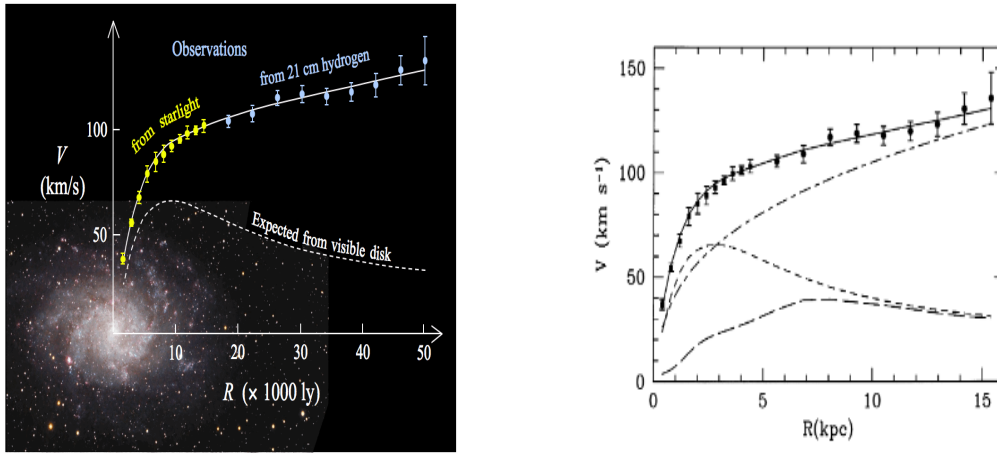 Observations
from 21 cm hydrogen
from starlight
100
V
(km/s)
50
Expected from visible disk
10
20
30
40
50
R (× 1000 ly)
150
100
50
0
V (km s⁻¹)
0
5
10
15
R(kpc)